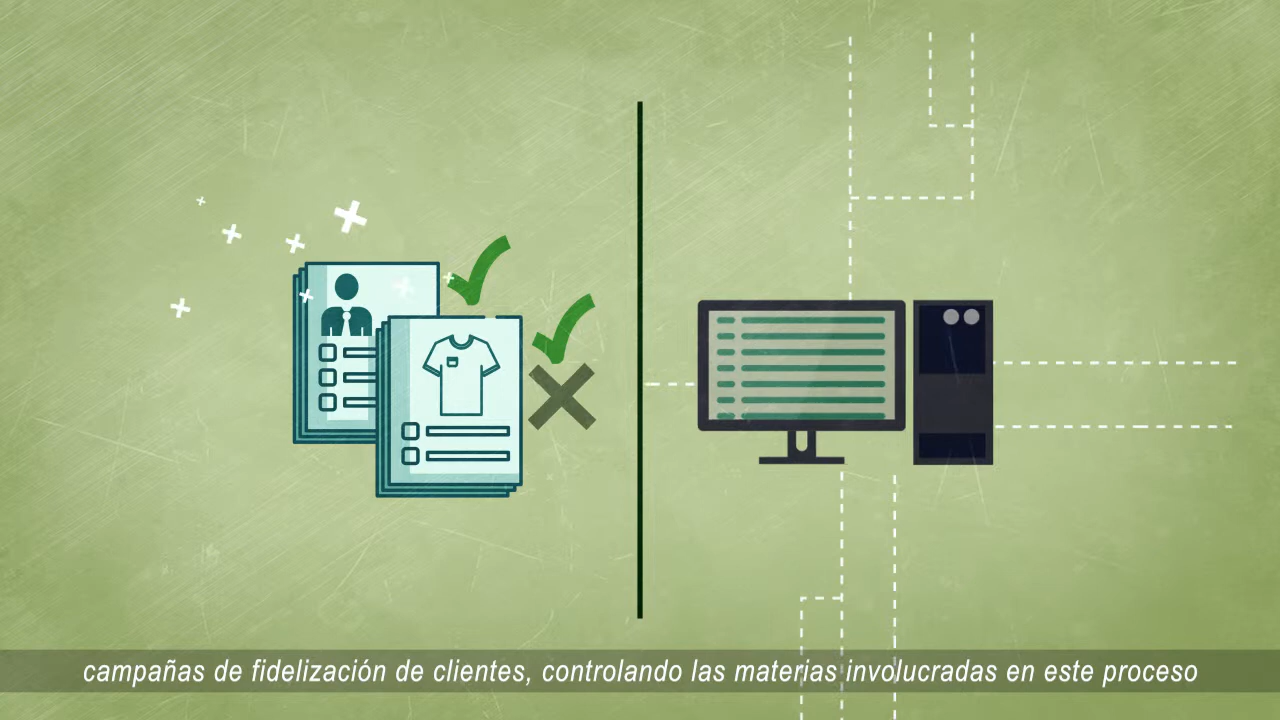 campañas de fidelización de clientes, controlando las materias involucradas en este proceso